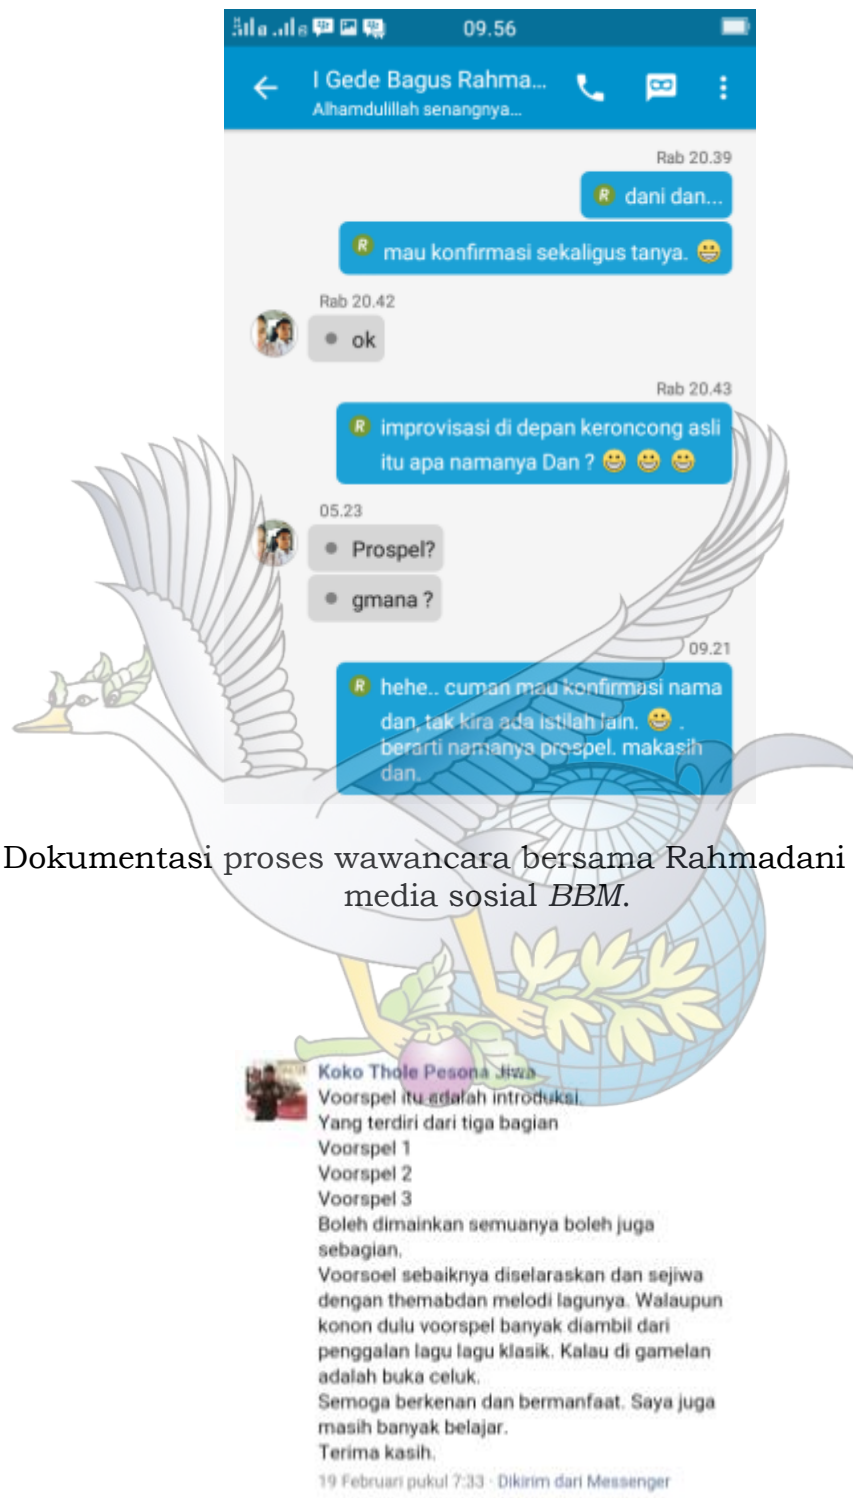 09.56
I Gede Bagus Rahma...
Alhamdulillah senangnya...
Rab 20.39
R dani dan...
R mau konfirmasi sekaligus tanya. 😀
Rab 20.42
ok
Rab 20.43
R improvisasi di depan keroncong asli
itu apa namanya Dan ? 😀 😀 😀
05.23
Prospel?
gmana ?
09.21
R hehe.. cuman mau konfirmasi nama
dan, tak kira ada istilah lain. 😀 .
berarti namanya prospel. makasih
dan.
Dokumentasi proses wawancara bersama Rahmadani
media sosial BBM.
Koko Thole Pesona Jiwa
Voorspel itu adalah introduksi.
Yang terdiri dari tiga bagian
Voorspel 1
Voorspel 2
Voorspel 3
Boleh dimainkan semuanya boleh juga
sebagian.
Voorsoel sebaiknya diselaraskan dan sejiwa
dengan themabdan melodi lagunya. Walaupun
konon dulu voorspel banyak diambil dari
penggalan lagu lagu klasik. Kalau di gamelan
adalah buka celuk.
Semoga berkenan dan bermanfaat. Saya juga
masih banyak belajar.
Terima kasih.
19 Februari pukul 7:33 · Dikirim dari Messenger